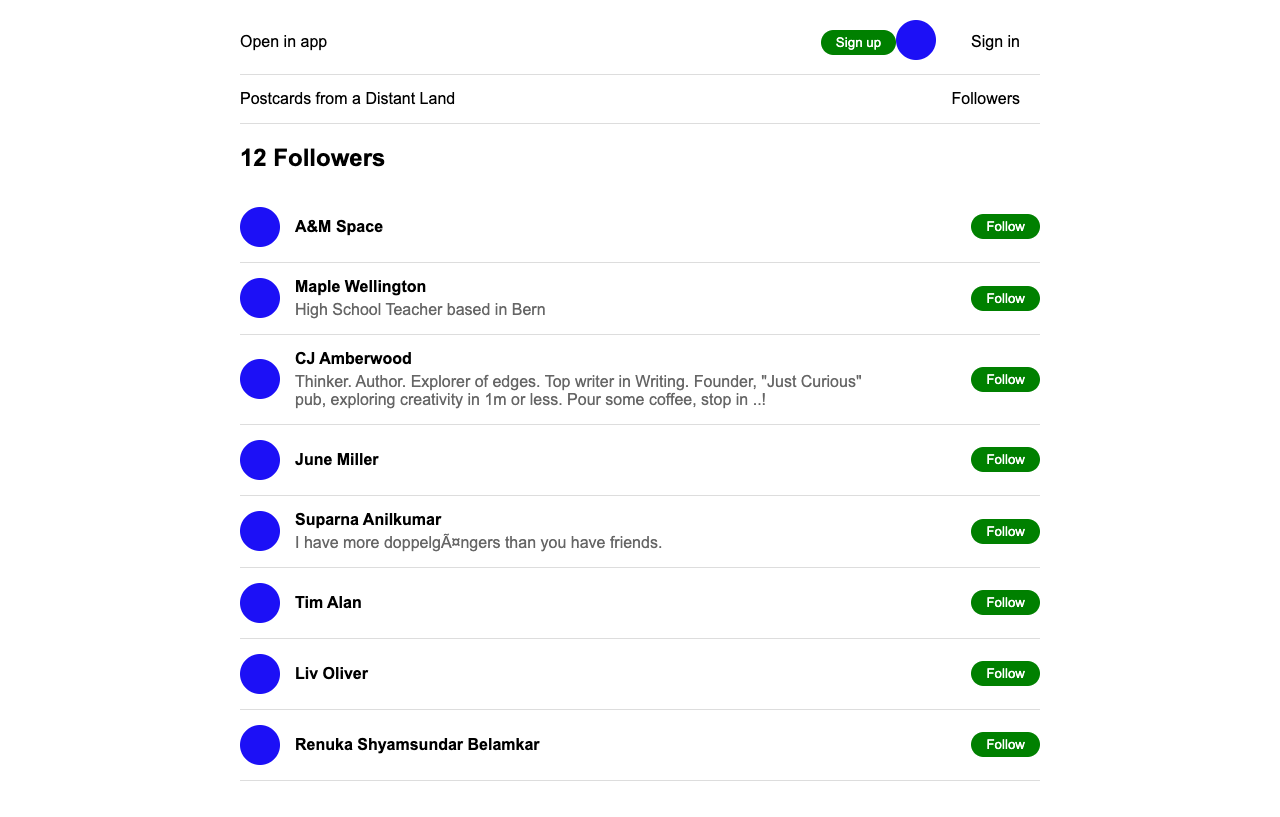 Open in app
Sign up
Sign in
Postcards from a Distant Land
Followers
12 Followers
A&M Space
Follow
Maple Wellington
High School Teacher based in Bern
Follow
CJ Amberwood
Thinker. Author. Explorer of edges. Top writer in Writing. Founder, "Just Curious"
pub, exploring creativity in 1m or less. Pour some coffee, stop in ..!
Follow
June Miller
Follow
Suparna Anilkumar
I have more doppelgÃ¤ngers than you have friends.
Follow
Tim Alan
Follow
Liv Oliver
Follow
Renuka Shyamsundar Belamkar
Follow